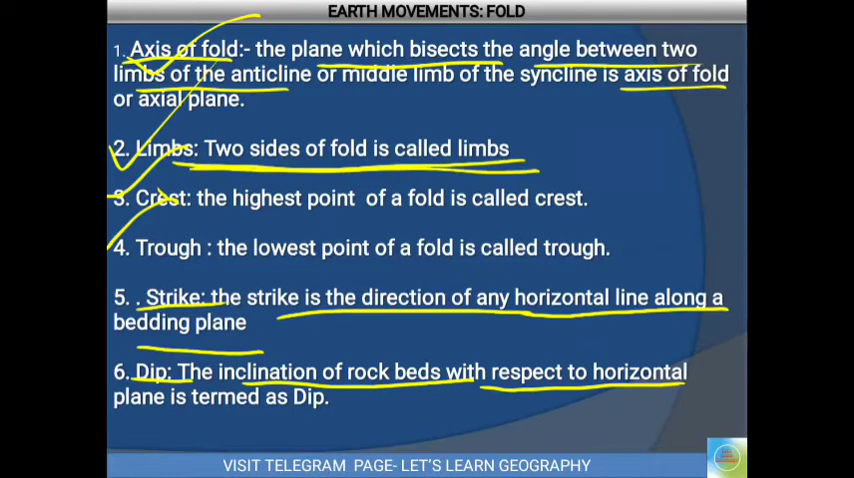 EARTH MOVEMENTS: FOLD
1. Axis of fold:- the plane which bisects the angle between two
limbs of the anticline or middle limb of the syncline is axis of fold
or axial plane.
2. Limbs: Two sides of fold is called limbs
3. Crest: the highest point of a fold is called crest.
4. Trough : the lowest point of a fold is called trough.
5. . Strike: the strike is the direction of any horizontal line along a
bedding plane
6. Dip: The inclination of rock beds with respect to horizontal
plane is termed as Dip.
VISIT TELEGRAM PAGE- LET'S LEARN GEOGRAPHY